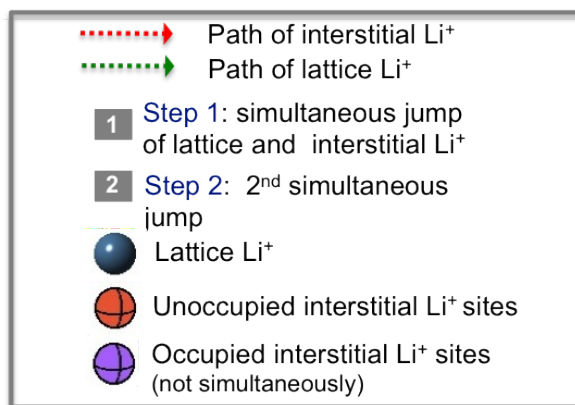 Path of interstitial Li⁺
Path of lattice Li⁺
1 Step 1: simultaneous jump
of lattice and interstitial Li⁺
2 Step 2: 2ⁿᵈ simultaneous
jump
Lattice Li⁺
Unoccupied interstitial Li⁺ sites
Occupied interstitial Li⁺ sites
(not simultaneously)